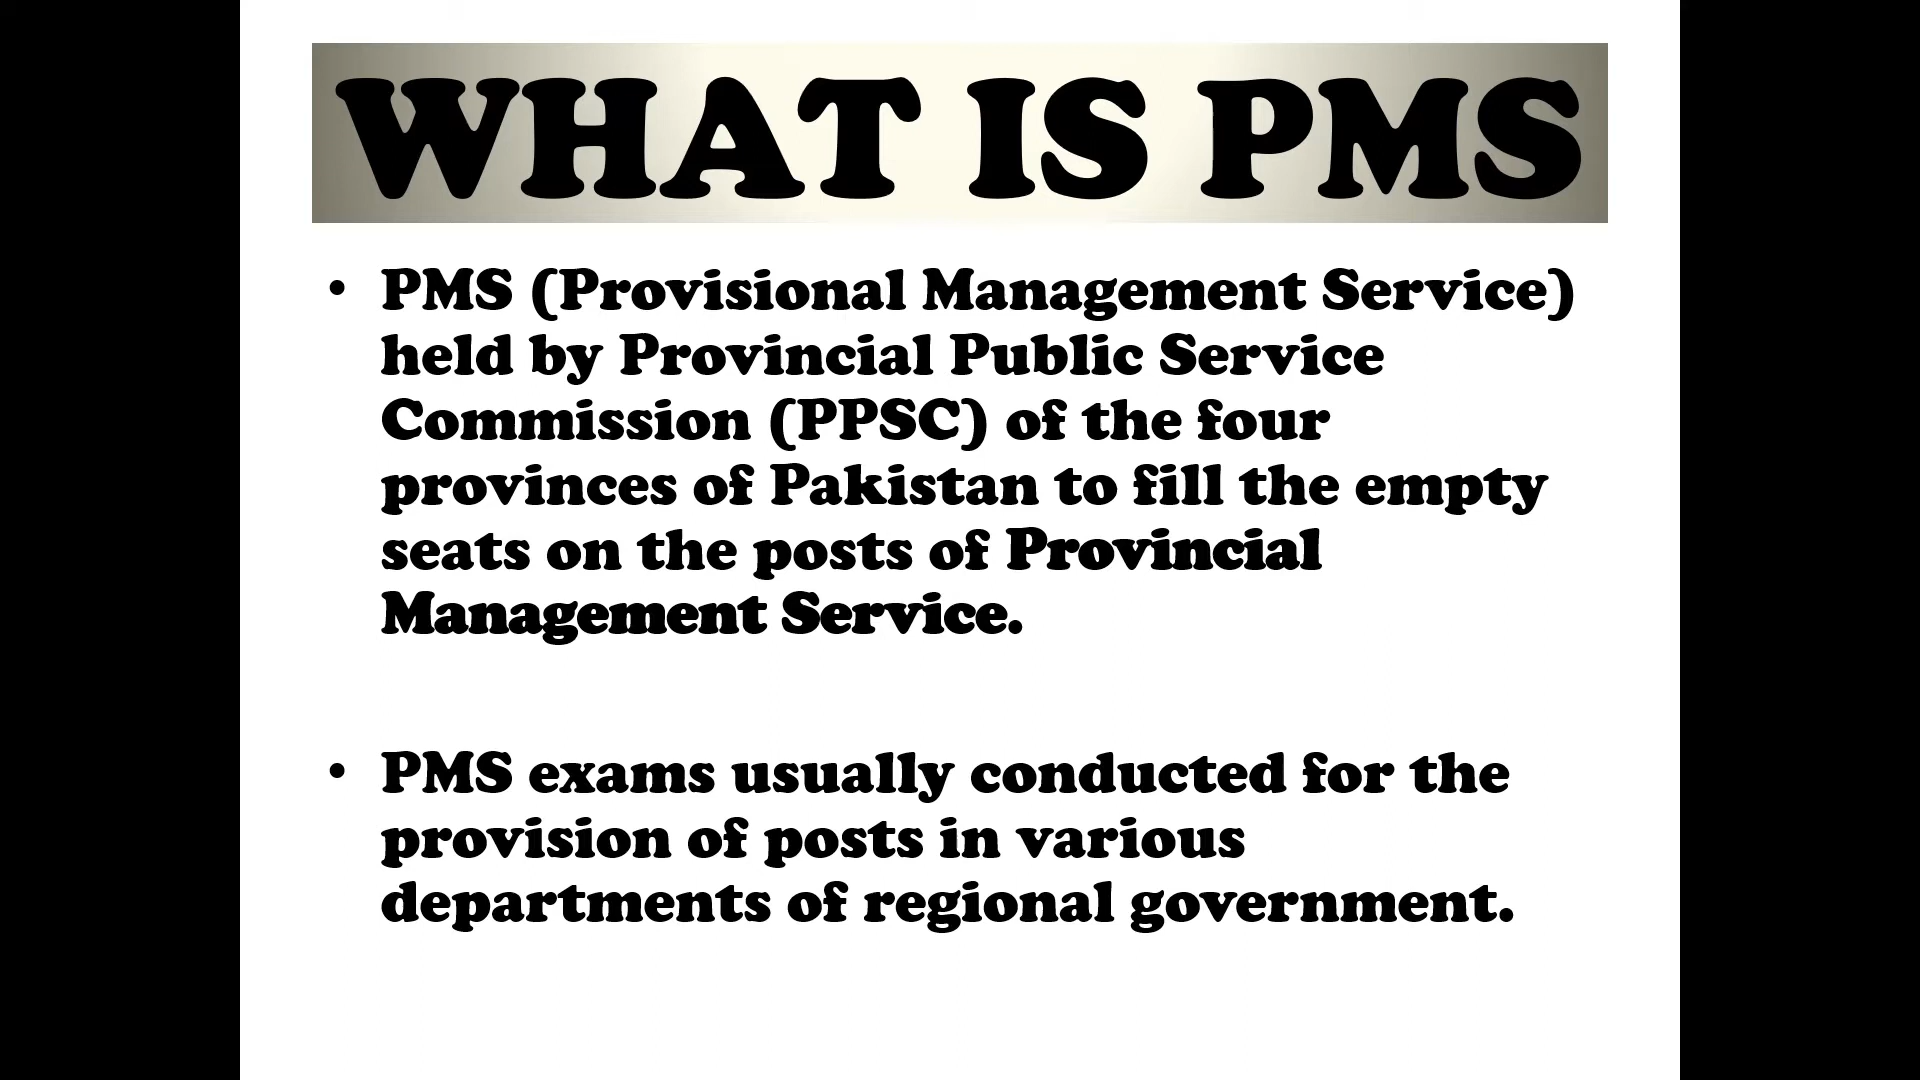 WHAT IS PMS
• PMS (Provisional Management Service)
held by Provincial Public Service
Commission (PPSC) of the four
provinces of Pakistan to fill the empty
seats on the posts of Provincial
Management Service.
• PMS exams usually conducted for the
provision of posts in various
departments of regional government.